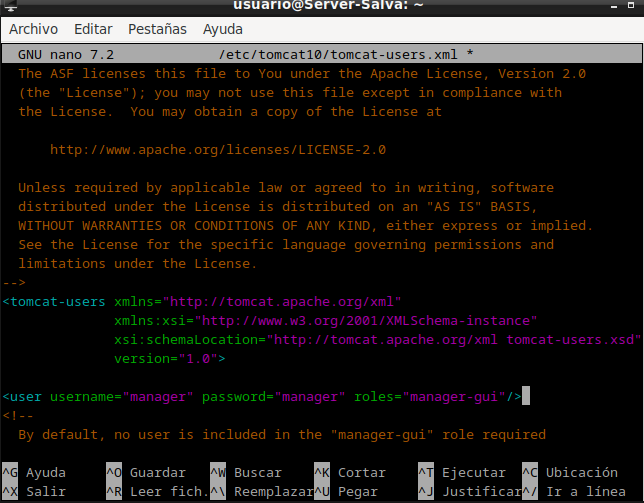 usuario@Server-Salva: ~
Archivo Editar Pestañas Ayuda
GNU nano 7.2 /etc/tomcat10/tomcat-users.xml *
The ASF licenses this file to You under the Apache License, Version 2.0
(the "License"); you may not use this file except in compliance with
the License.  You may obtain a copy of the License at
http://www.apache.org/licenses/LICENSE-2.0
Unless required by applicable law or agreed to in writing, software
distributed under the License is distributed on an "AS IS" BASIS,
WITHOUT WARRANTIES OR CONDITIONS OF ANY KIND, either express or implied.
See the License for the specific language governing permissions and
limitations under the License.
-->
<tomcat-users xmlns="http://tomcat.apache.org/xml"
xmlns:xsi="http://www.w3.org/2001/XMLSchema-instance"
xsi:schemaLocation="http://tomcat.apache.org/xml tomcat-users.xsd"
version="1.0">
<user username="manager" password="manager" roles="manager-gui"/>
<!--
By default, no user is included in the "manager-gui" role required
^G Ayuda ^O Guardar ^W Buscar ^K Cortar ^T Ejecutar ^C Ubicación
^X Salir ^R Leer fich. ^\ Reemplazar ^U Pegar ^J Justificar ^/ Ir a línea